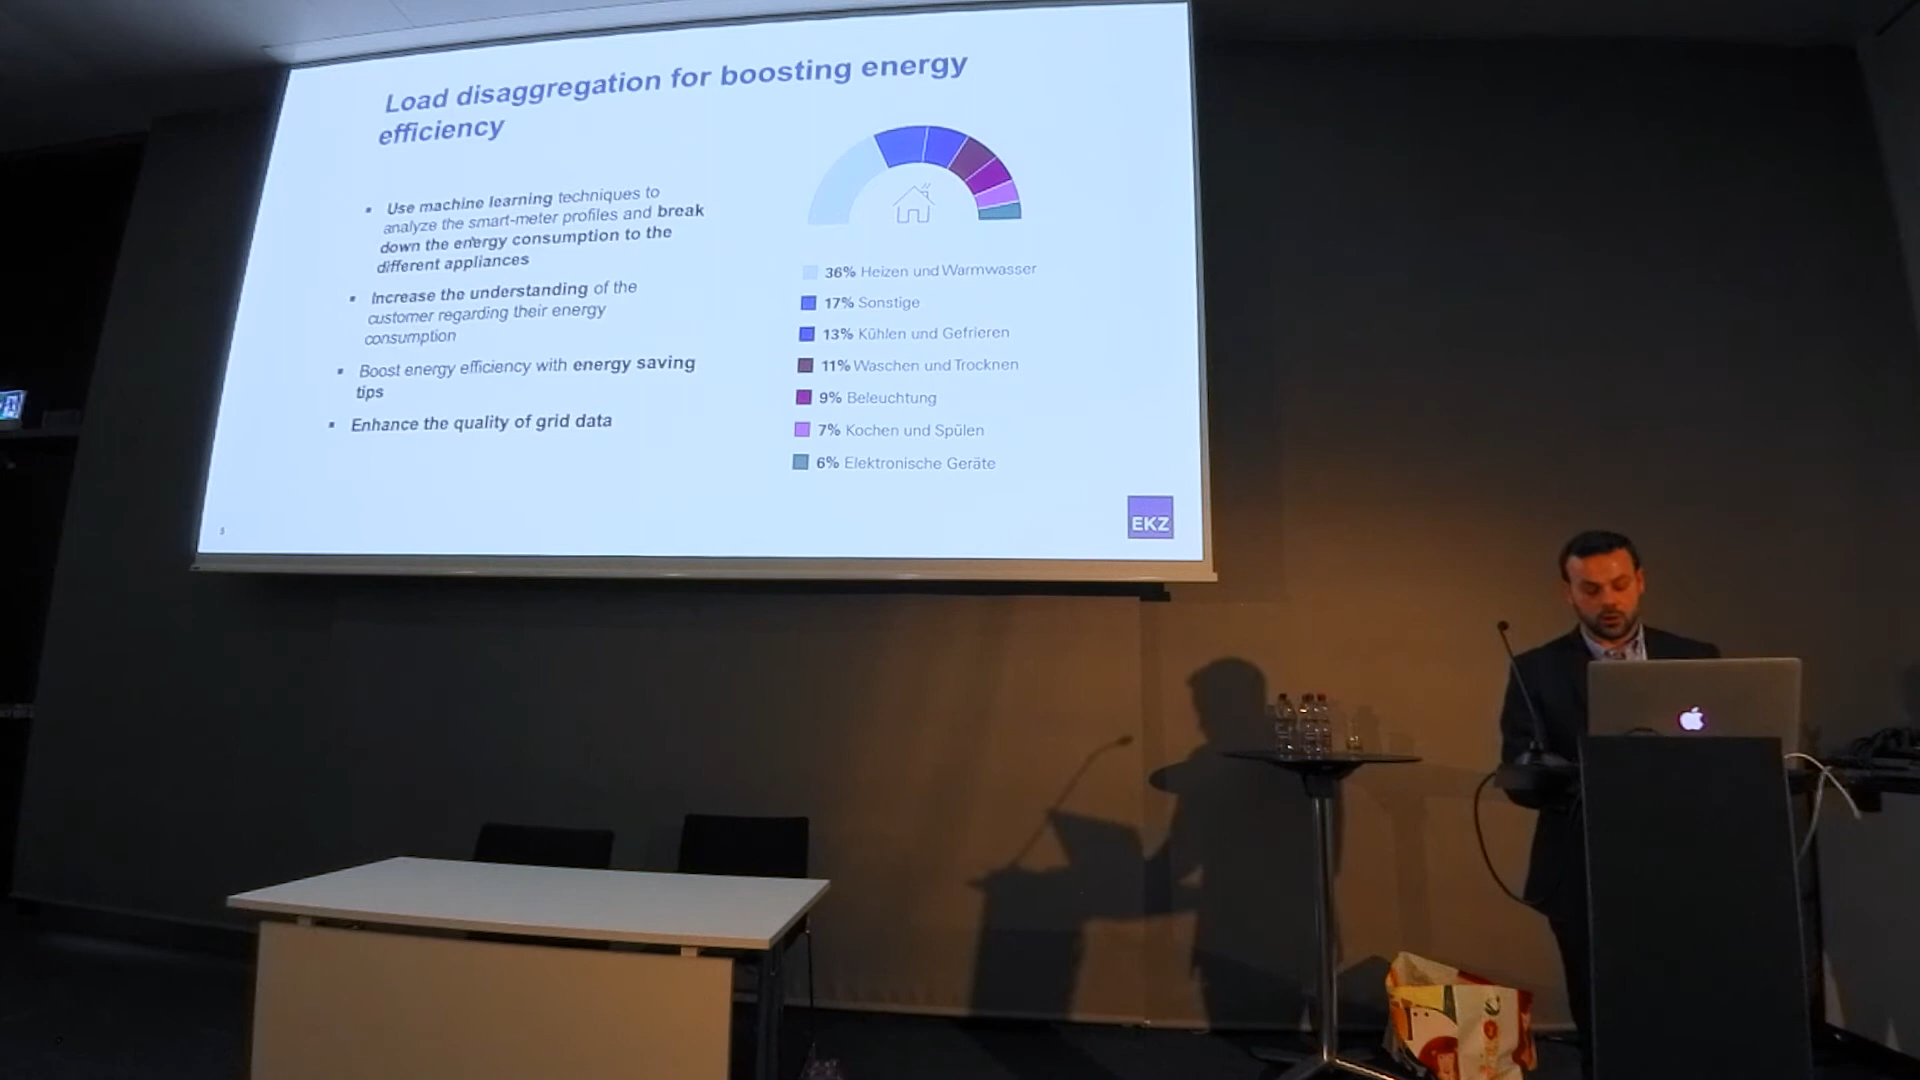 Load disaggregation for boosting energy
efficiency
▪ Use machine learning techniques to
analyze the smart-meter profiles and break
down the energy consumption to the
different appliances
▪ Increase the understanding of the
customer regarding their energy
consumption
▪ Boost energy efficiency with energy saving
tips
▪ Enhance the quality of grid data
36% Heizen und Warmwasser
17% Sonstige
13% Kühlen und Gefrieren
11% Waschen und Trocknen
9% Beleuchtung
7% Kochen und Spülen
6% Elektronische Geräte
5
EKZ